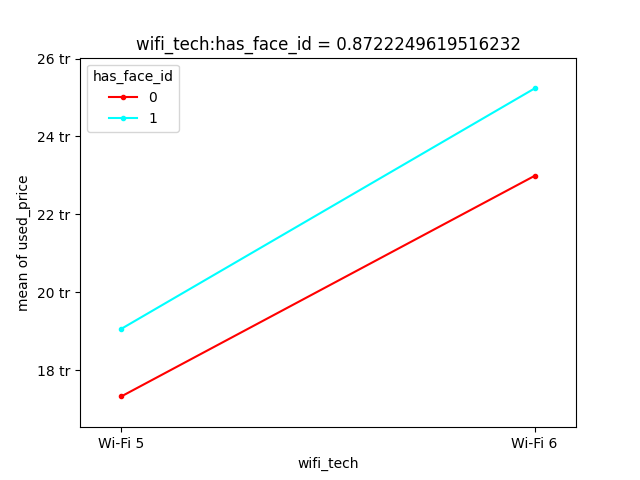 wifi_tech:has_face_id = 0.8722249619516232
26 tr
24 tr
22 tr
20 tr
18 tr
mean of used_price
has_face_id
0
1
Wi-Fi 5
Wi-Fi 6
wifi_tech